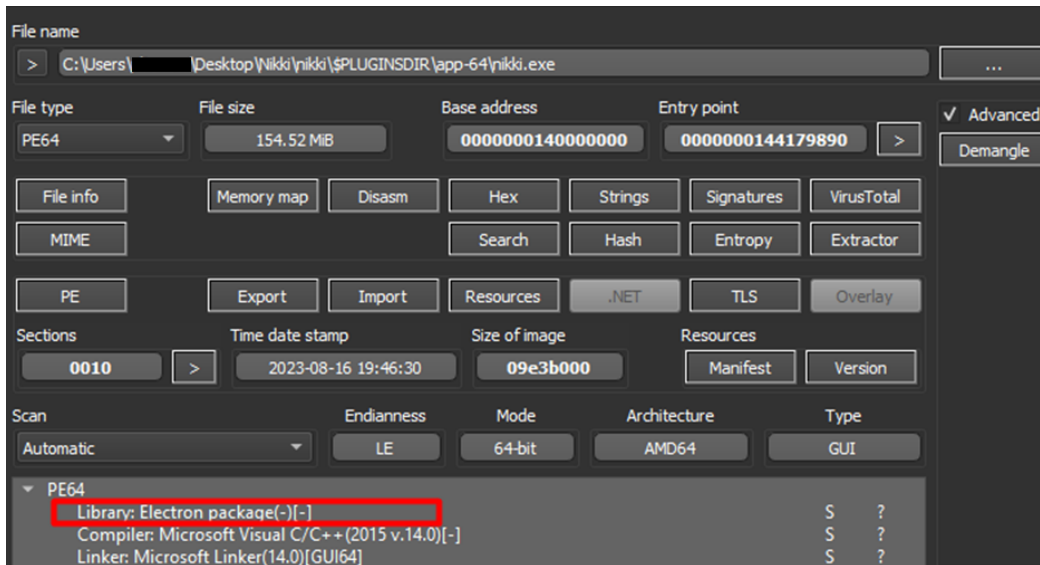 File name
> C:\Users\ \Desktop\Nikki\nikki\$PLUGINSDIR\app-64\nikki.exe ...
File type File size Base address Entry point
Advanced
PE64 154.52 MiB 0000000140000000 0000000144179890 >
Demangle
File info Memory map Disasm Hex Strings Signatures VirusTotal
MIME Search Hash Entropy Extractor
PE Export Import Resources .NET TLS Overlay
Sections Time date stamp Size of image Resources
0010 > 2023-08-16 19:46:30 09e3b000 Manifest Version
Scan Endianness Mode Architecture Type
Automatic LE 64-bit AMD64 GUI
PE64
Library: Electron package(-)[-] S ?
Compiler: Microsoft Visual C/C++(2015 v.14.0)[-] S ?
Linker: Microsoft Linker(14.0)[GUI64] S ?